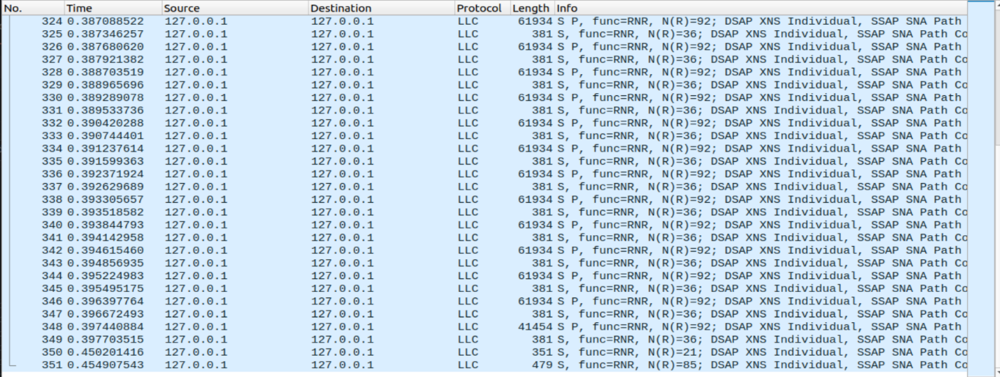 No. Time Source Destination Protocol Length Info
324 0.387088522 127.0.0.1 127.0.0.1 LLC 61934 S P, func=RNR, N(R)=92; DSAP XNS Individual, SSAP SNA Path
325 0.387346257 127.0.0.1 127.0.0.1 LLC 381 S, func=RNR, N(R)=36; DSAP XNS Individual, SSAP SNA Path Co
326 0.387680620 127.0.0.1 127.0.0.1 LLC 61934 S P, func=RNR, N(R)=92; DSAP XNS Individual, SSAP SNA Path
327 0.387921382 127.0.0.1 127.0.0.1 LLC 381 S, func=RNR, N(R)=36; DSAP XNS Individual, SSAP SNA Path Co
328 0.388703519 127.0.0.1 127.0.0.1 LLC 61934 S P, func=RNR, N(R)=92; DSAP XNS Individual, SSAP SNA Path
329 0.388965696 127.0.0.1 127.0.0.1 LLC 381 S, func=RNR, N(R)=36; DSAP XNS Individual, SSAP SNA Path Co
330 0.389289078 127.0.0.1 127.0.0.1 LLC 61934 S P, func=RNR, N(R)=92; DSAP XNS Individual, SSAP SNA Path
331 0.389533736 127.0.0.1 127.0.0.1 LLC 381 S, func=RNR, N(R)=36; DSAP XNS Individual, SSAP SNA Path Co
332 0.390420288 127.0.0.1 127.0.0.1 LLC 61934 S P, func=RNR, N(R)=92; DSAP XNS Individual, SSAP SNA Path
333 0.390744401 127.0.0.1 127.0.0.1 LLC 381 S, func=RNR, N(R)=36; DSAP XNS Individual, SSAP SNA Path Co
334 0.391237614 127.0.0.1 127.0.0.1 LLC 61934 S P, func=RNR, N(R)=92; DSAP XNS Individual, SSAP SNA Path
335 0.391599363 127.0.0.1 127.0.0.1 LLC 381 S, func=RNR, N(R)=36; DSAP XNS Individual, SSAP SNA Path Co
336 0.392371924 127.0.0.1 127.0.0.1 LLC 61934 S P, func=RNR, N(R)=92; DSAP XNS Individual, SSAP SNA Path
337 0.392629689 127.0.0.1 127.0.0.1 LLC 381 S, func=RNR, N(R)=36; DSAP XNS Individual, SSAP SNA Path Co
338 0.393305657 127.0.0.1 127.0.0.1 LLC 61934 S P, func=RNR, N(R)=92; DSAP XNS Individual, SSAP SNA Path
339 0.393518582 127.0.0.1 127.0.0.1 LLC 381 S, func=RNR, N(R)=36; DSAP XNS Individual, SSAP SNA Path Co
340 0.393844793 127.0.0.1 127.0.0.1 LLC 61934 S P, func=RNR, N(R)=92; DSAP XNS Individual, SSAP SNA Path
341 0.394142958 127.0.0.1 127.0.0.1 LLC 381 S, func=RNR, N(R)=36; DSAP XNS Individual, SSAP SNA Path Co
342 0.394615460 127.0.0.1 127.0.0.1 LLC 61934 S P, func=RNR, N(R)=92; DSAP XNS Individual, SSAP SNA Path
343 0.394856935 127.0.0.1 127.0.0.1 LLC 381 S, func=RNR, N(R)=36; DSAP XNS Individual, SSAP SNA Path Co
344 0.395224983 127.0.0.1 127.0.0.1 LLC 61934 S P, func=RNR, N(R)=92; DSAP XNS Individual, SSAP SNA Path
345 0.395495175 127.0.0.1 127.0.0.1 LLC 381 S, func=RNR, N(R)=36; DSAP XNS Individual, SSAP SNA Path Co
346 0.396397764 127.0.0.1 127.0.0.1 LLC 61934 S P, func=RNR, N(R)=92; DSAP XNS Individual, SSAP SNA Path
347 0.396672493 127.0.0.1 127.0.0.1 LLC 381 S, func=RNR, N(R)=36; DSAP XNS Individual, SSAP SNA Path Co
348 0.397440884 127.0.0.1 127.0.0.1 LLC 41454 S P, func=RNR, N(R)=92; DSAP XNS Individual, SSAP SNA Path
349 0.397703515 127.0.0.1 127.0.0.1 LLC 381 S, func=RNR, N(R)=36; DSAP XNS Individual, SSAP SNA Path Co
350 0.450201416 127.0.0.1 127.0.0.1 LLC 351 S, func=RNR, N(R)=21; DSAP XNS Individual, SSAP SNA Path Co
351 0.454907543 127.0.0.1 127.0.0.1 LLC 479 S, func=RNR, N(R)=85; DSAP XNS Individual, SSAP SNA Path Co